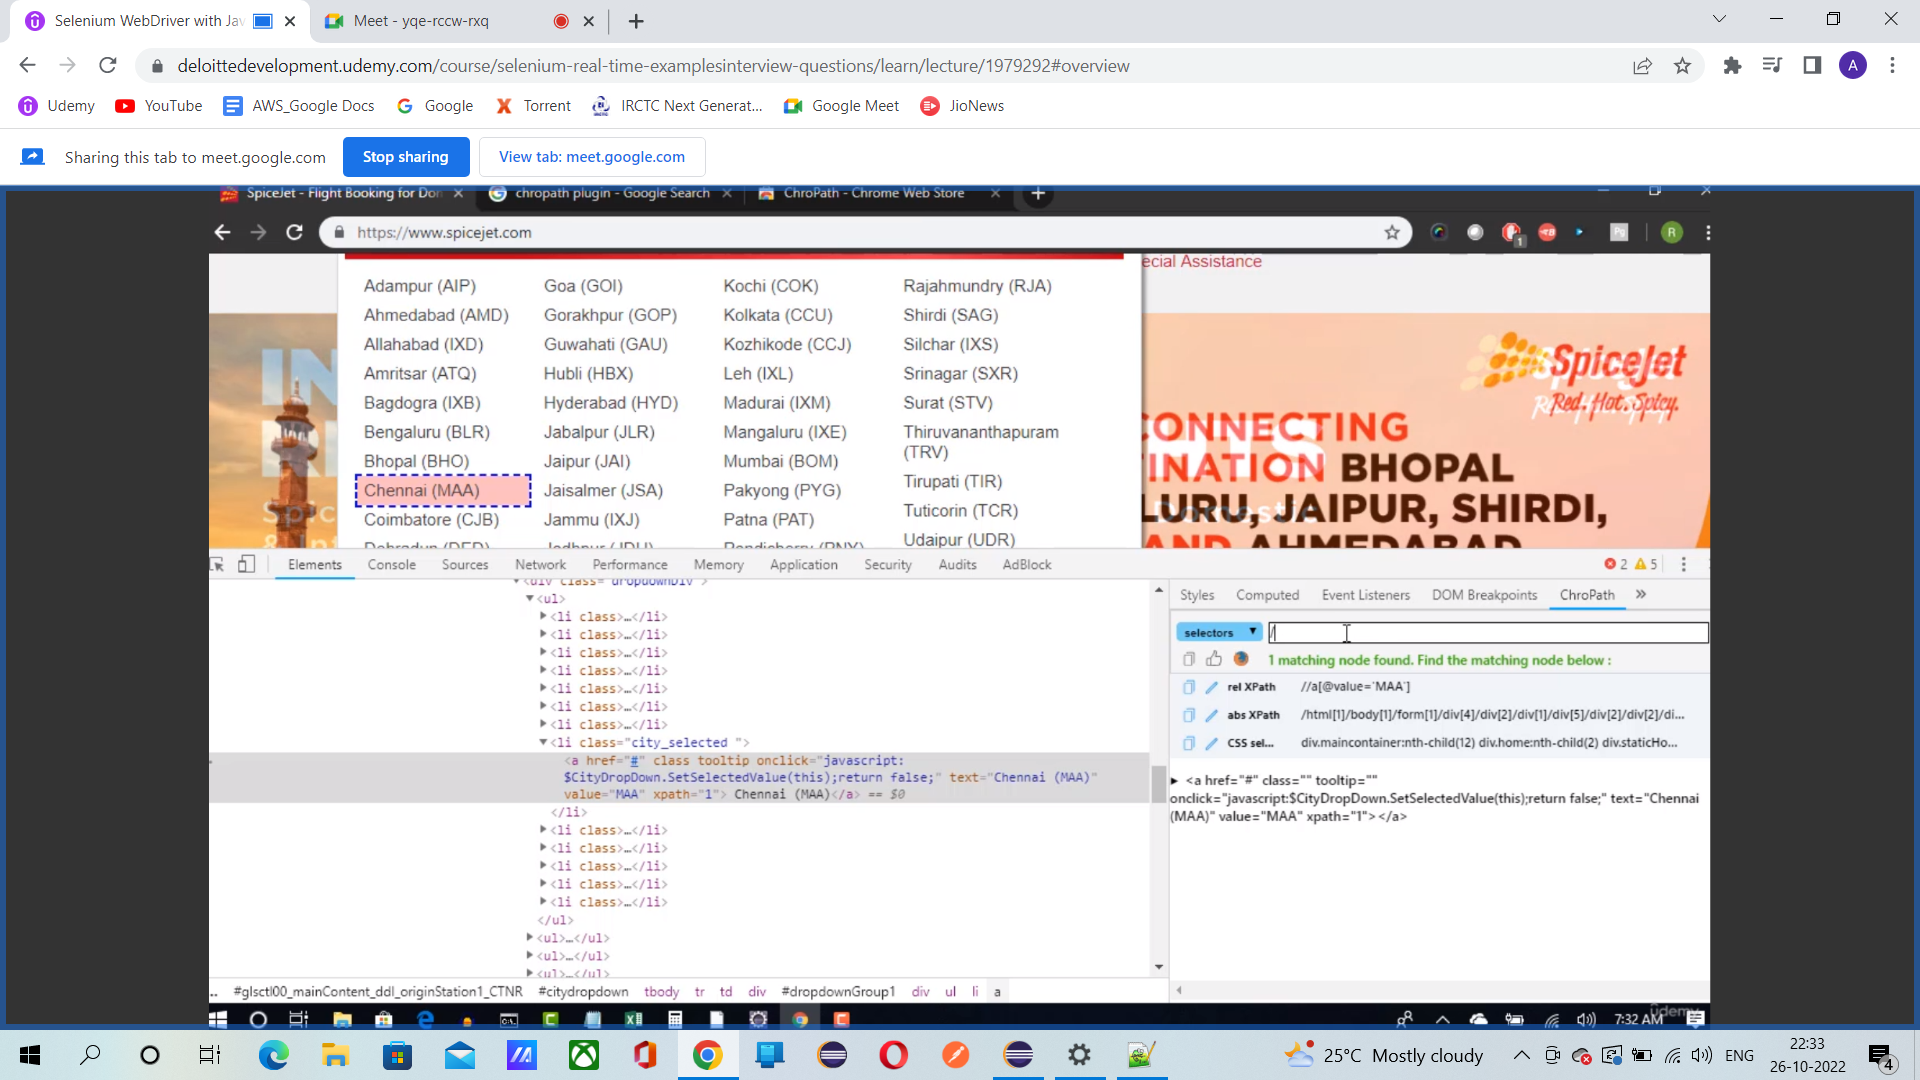 Selenium WebDriver with Jav
Meet - yqe-rccw-rxq
deloittedevelopment.udemy.com/course/selenium-real-time-examplesinterview-questions/learn/lecture/1979292#overview
A
Udemy YouTube AWS_Google Docs Google Torrent IRCTC Next Generat... Google Meet JioNews
Sharing this tab to meet.google.com Stop sharing View tab: meet.google.com
SpiceJet - Flight Booking for Don chropath plugin - Google Search ChroPath - Chrome Web Store
https://www.spicejet.com
R
ecial Assistance
Adampur (AIP) Goa (GOI) Kochi (COK) Rajahmundry (RJA)
Ahmedabad (AMD) Gorakhpur (GOP) Kolkata (CCU) Shirdi (SAG)
Allahabad (IXD) Guwahati (GAU) Kozhikode (CCJ) Silchar (IXS)
Amritsar (ATQ) Hubli (HBX) Leh (IXL) Srinagar (SXR)
Bagdogra (IXB) Hyderabad (HYD) Madurai (IXM) Surat (STV)
Bengaluru (BLR) Jabalpur (JLR) Mangaluru (IXE) Thiruvananthapuram
(TRV)
Bhopal (BHO) Jaipur (JAI) Mumbai (BOM)
Chennai (MAA) Jaisalmer (JSA) Pakyong (PYG) Tirupati (TIR)
Coimbatore (CJB) Jammu (IXJ) Patna (PAT) Tuticorin (TCR)
Udaipur (UDR)
SpiceJet
Red. Hot. Spicy.
CONNECTING
INATION BHOPAL
LURU, JAIPUR, SHIRDI,
AND AHMEDABAD
Domestic
Elements Console Sources Network Performance Memory Application Security Audits AdBlock
2 5
<div class="dropdownDiv">
<ul>
<li class>…</li>
<li class>…</li>
<li class>…</li>
<li class>…</li>
<li class>…</li>
<li class>…</li>
<li class>…</li>
<li class="city_selected ">
<a href="#" class tooltip onclick="javascript:
$CityDropDown.SetSelectedValue(this);return false;" text="Chennai (MAA)"
value="MAA" xpath="1"> Chennai (MAA)</a> == $0
</li>
<li class>…</li>
<li class>…</li>
<li class>…</li>
<li class>…</li>
<li class>…</li>
</ul>
<ul>…</ul>
<ul>…</ul>
<ul>…</ul>
.. #glsctl00_mainContent_ddl_originStation1_CTNR #citydropdown tbody tr td div #dropdownGroup1 div ul li a
Styles Computed Event Listeners DOM Breakpoints ChroPath »
selectors /
1 matching node found. Find the matching node below :
rel XPath //a[@value='MAA']
abs XPath /html[1]/body[1]/form[1]/div[4]/div[2]/div[1]/div[5]/div[2]/div[2]/di...
CSS sel... div.maincontainer:nth-child(12) div.home:nth-child(2) div.staticHo...
<a href="#" class="" tooltip=""
onclick="javascript:$CityDropDown.SetSelectedValue(this);return false;" text="Chennai
(MAA)" value="MAA" xpath="1"></a>
udemy
7:32 AM
25°C Mostly cloudy
ENG
22:33
26-10-2022
4